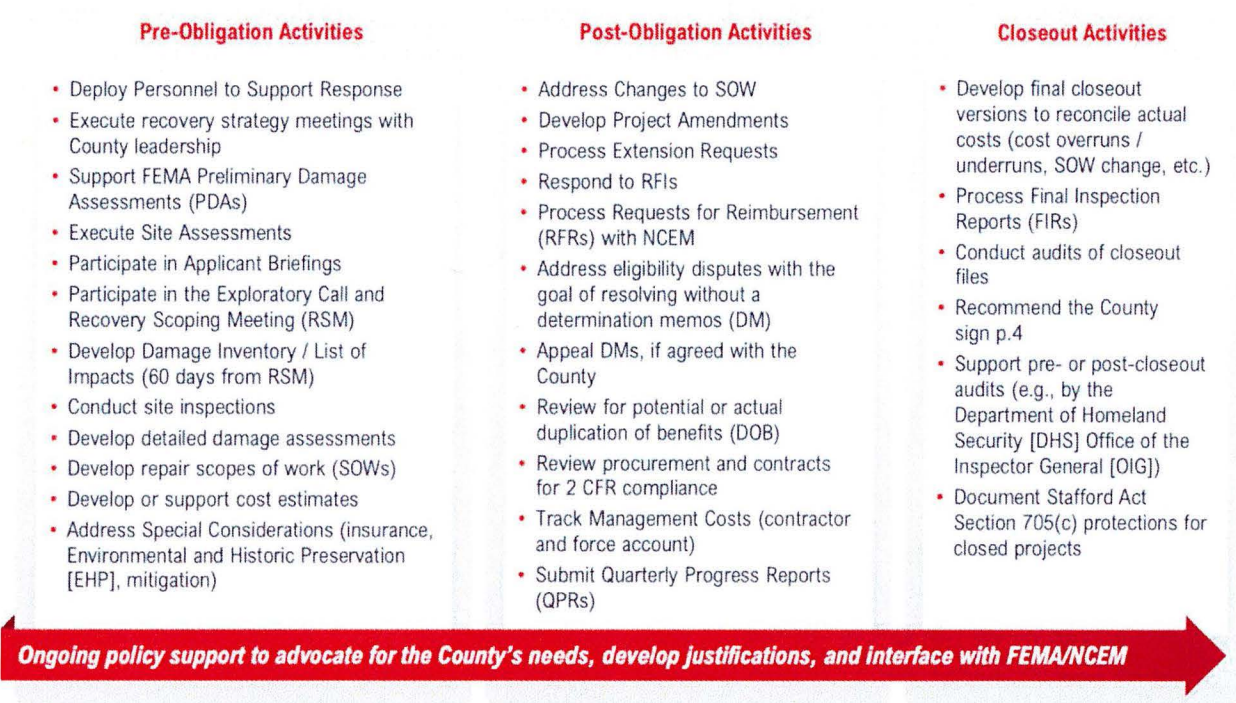 Pre-Obligation Activities
• Deploy Personnel to Support Response
• Execute recovery strategy meetings with
County leadership
• Support FEMA Preliminary Damage
Assessments (PDAs)
• Execute Site Assessments
• Participate in Applicant Briefings
• Participate in the Exploratory Call and
Recovery Scoping Meeting (RSM)
• Develop Damage Inventory / List of
Impacts (60 days from RSM)
• Conduct site inspections
• Develop detailed damage assessments
• Develop repair scopes of work (SOWs)
• Develop or support cost estimates
• Address Special Considerations (insurance,
Environmental and Historic Preservation
[EHP], mitigation)
Post-Obligation Activities
• Address Changes to SOW
• Develop Project Amendments
• Process Extension Requests
• Respond to RFIs
• Process Requests for Reimbursement
(RFRs) with NCEM
• Address eligibility disputes with the
goal of resolving without a
determination memos (DM)
• Appeal DMs, if agreed with the
County
• Review for potential or actual
duplication of benefits (DOB)
• Review procurement and contracts
for 2 CFR compliance
• Track Management Costs (contractor
and force account)
• Submit Quarterly Progress Reports
(QPRs)
Closeout Activities
• Develop final closeout
versions to reconcile actual
costs (cost overruns /
underruns, SOW change, etc.)
• Process Final Inspection
Reports (FIRs)
• Conduct audits of closeout
files
• Recommend the County
sign p.4
• Support pre- or post-closeout
audits (e.g., by the
Department of Homeland
Security [DHS] Office of the
Inspector General [OIG])
• Document Stafford Act
Section 705(c) protections for
closed projects
Ongoing policy support to advocate for the County's needs, develop justifications, and interface with FEMA/NCEM